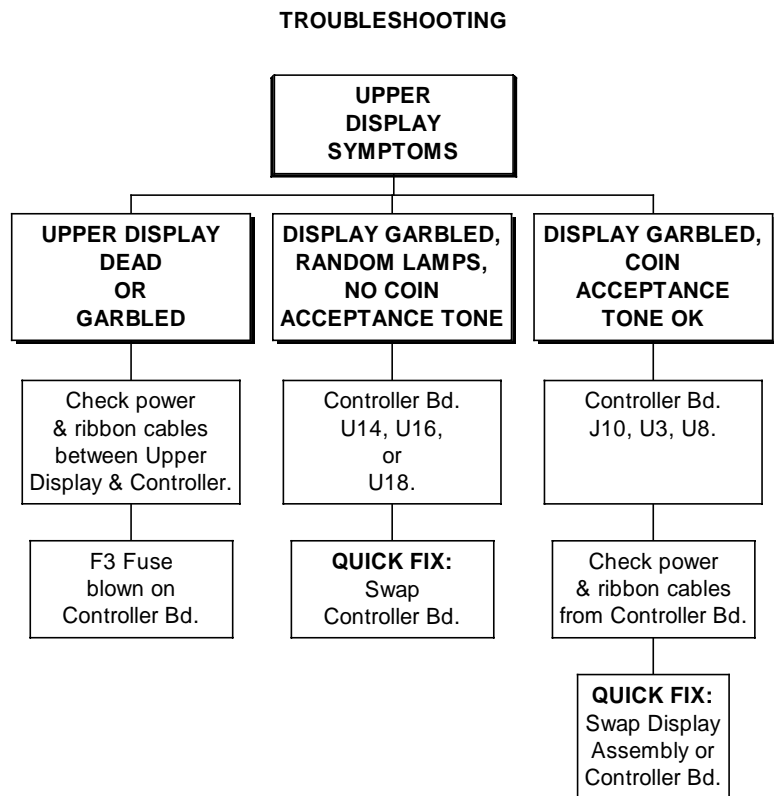 TROUBLESHOOTING
UPPER
DISPLAY
SYMPTOMS
UPPER DISPLAY
DEAD
OR
GARBLED
Check power
& ribbon cables
between Upper
Display & Controller.
F3 Fuse
blown on
Controller Bd.
DISPLAY GARBLED,
RANDOM LAMPS,
NO COIN
ACCEPTANCE TONE
Controller Bd.
U14, U16,
or
U18.
QUICK FIX:
Swap
Controller Bd.
DISPLAY GARBLED,
COIN
ACCEPTANCE
TONE OK
Controller Bd.
J10, U3, U8.
Check power
& ribbon cables
from Controller Bd.
QUICK FIX:
Swap Display
Assembly or
Controller Bd.